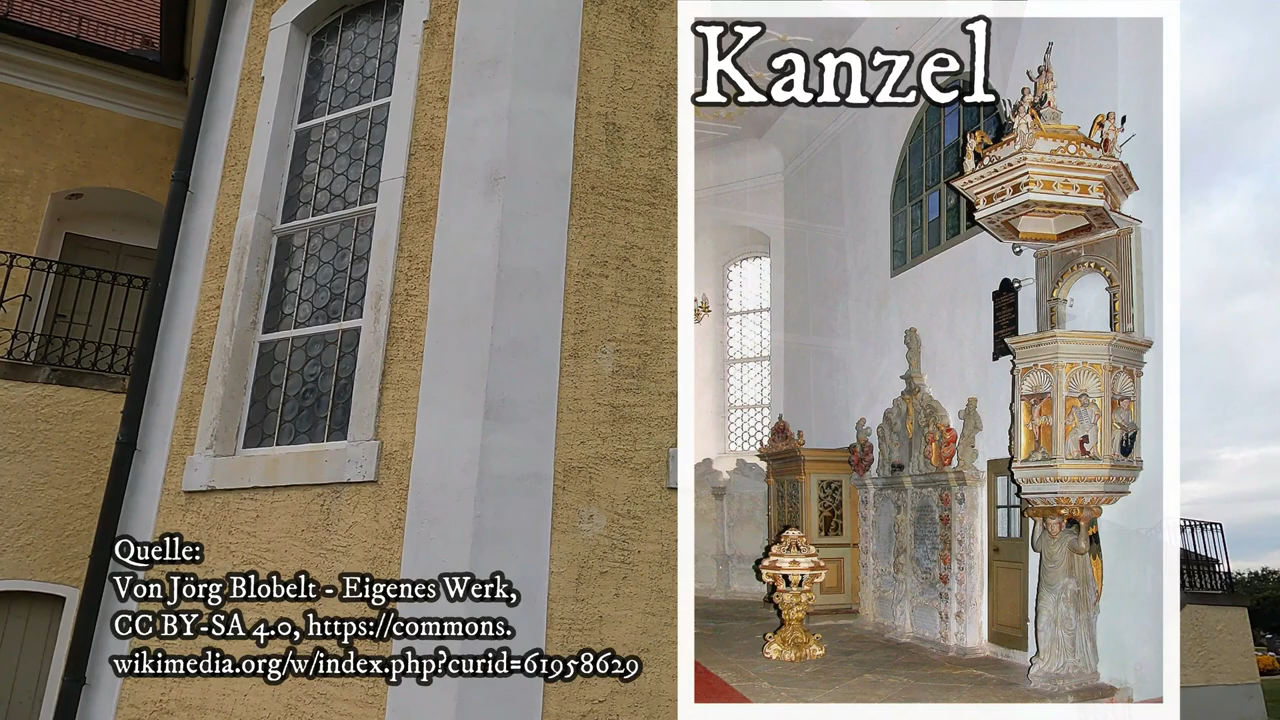 Kanzel
Quelle:
Von Jörg Blobelt - Eigenes Werk,
CC BY-SA 4.0, https://commons.
wikimedia.org/w/index.php?curid=61958629